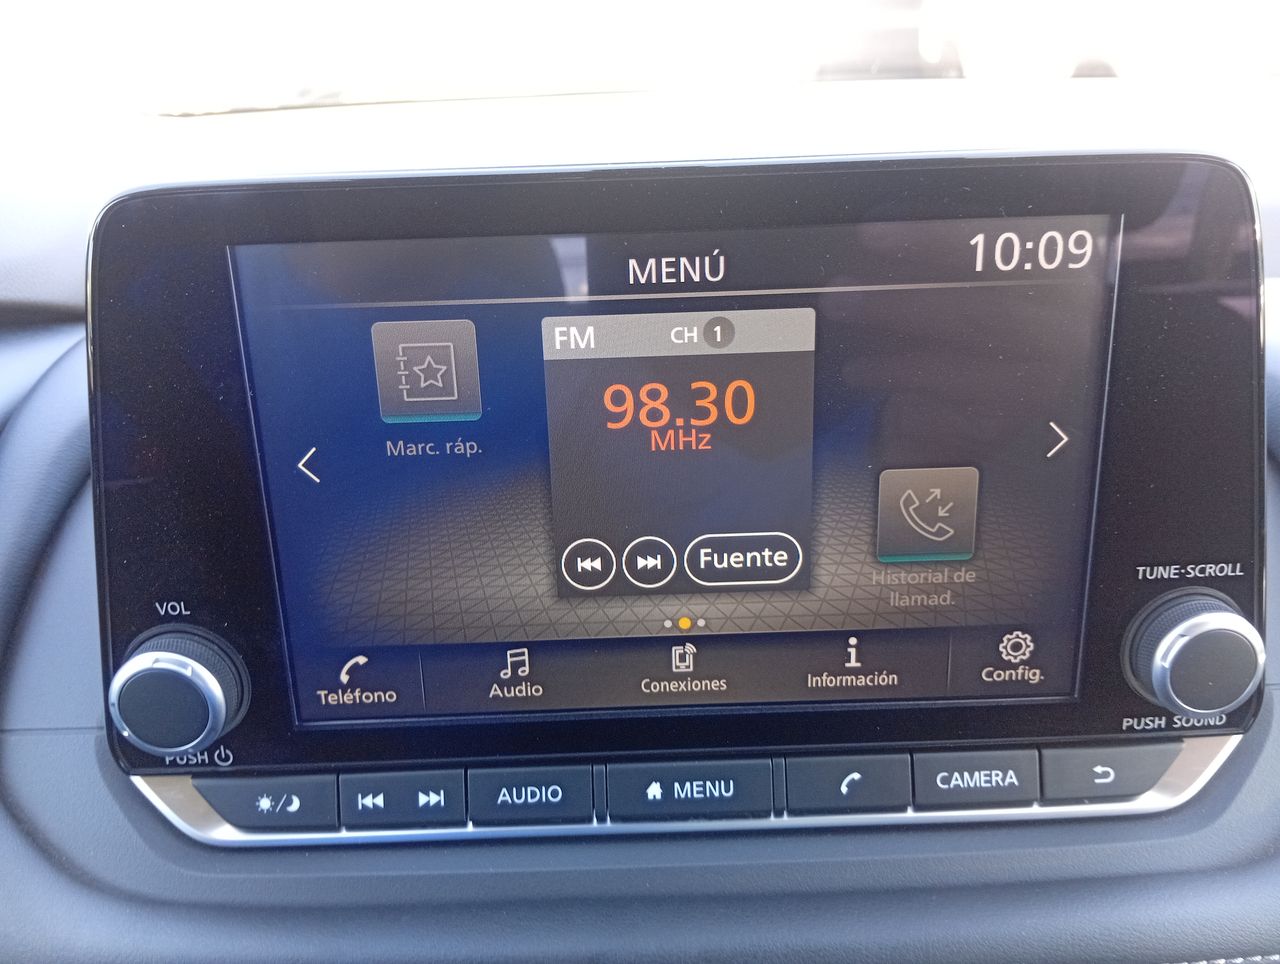 MENÚ
10:09
FM CH 1
98.30
MHz
Marc. ráp.
Fuente
Historial de
llamad.
Teléfono
Audio
Conexiones
Información
Config.
VOL
PUSH
TUNE·SCROLL
PUSH SOUND
AUDIO
MENU
CAMERA